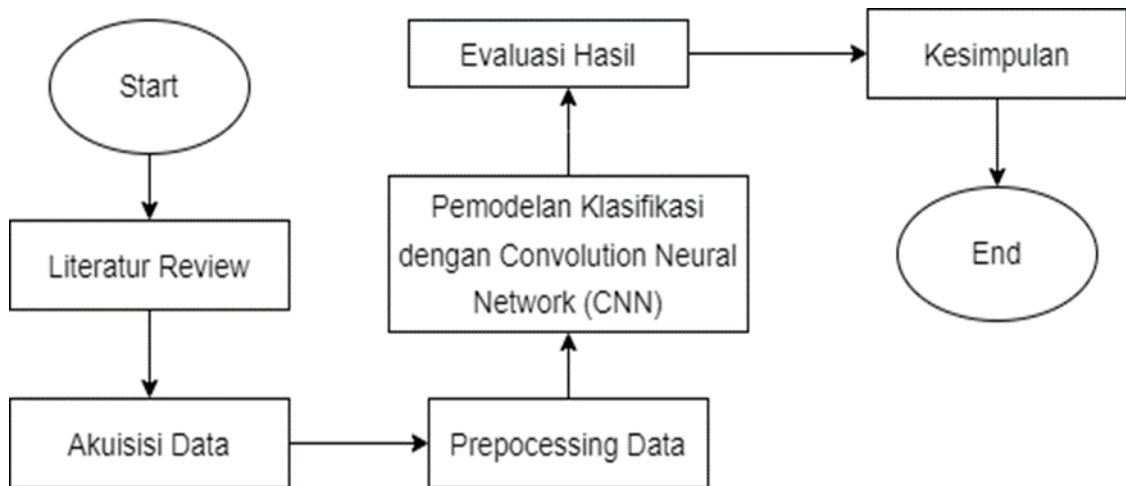 Start
Literatur Review
Akuisisi Data
Prepocessing Data
Pemodelan Klasifikasi
dengan Convolution Neural
Network (CNN)
Evaluasi Hasil
Kesimpulan
End